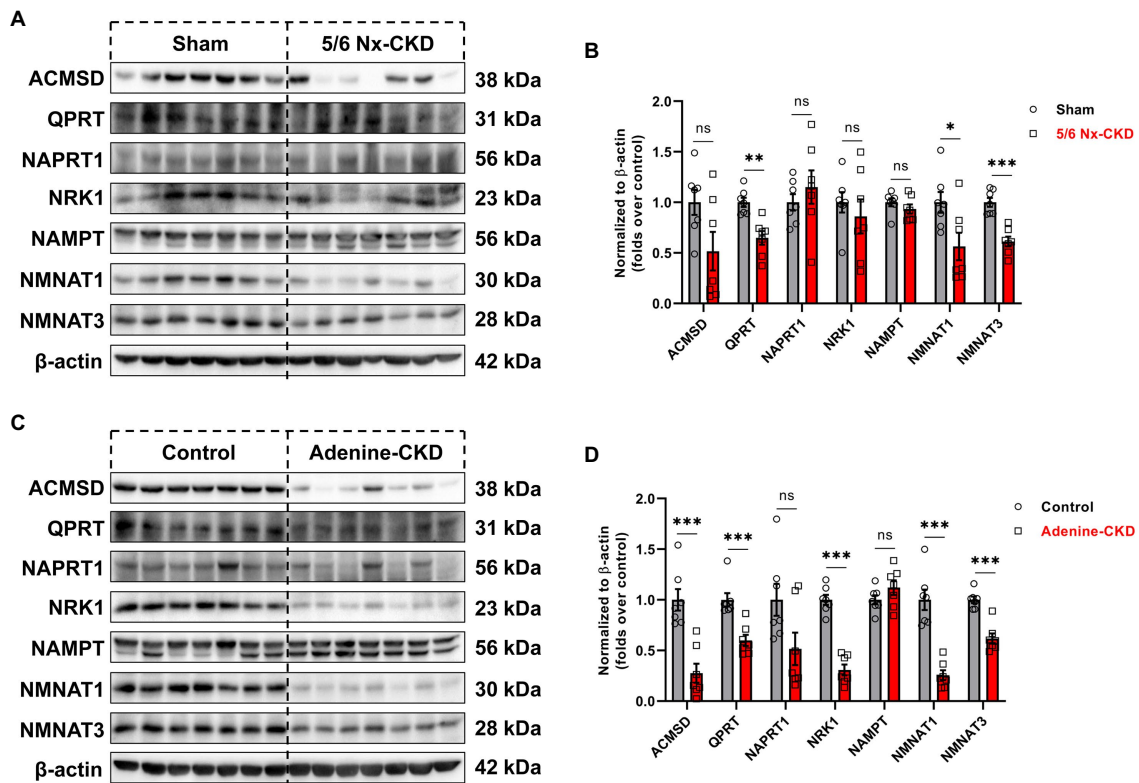 A
Sham 5/6 Nx-CKD
ACMSD 38 kDa
QPRT 31 kDa
NAPRT1 56 kDa
NRK1 23 kDa
NAMPT 56 kDa
NMNAT1 30 kDa
NMNAT3 28 kDa
β-actin 42 kDa
B
Normalized to β-actin
(folds over control)
2.0
1.5
1.0
0.5
0.0
ns ** ns ns ns * ***
ACMSD QPRT NAPRT1 NRK1 NAMPT NMNAT1 NMNAT3
Sham
5/6 Nx-CKD
C
Control Adenine-CKD
ACMSD 38 kDa
QPRT 31 kDa
NAPRT1 56 kDa
NRK1 23 kDa
NAMPT 56 kDa
NMNAT1 30 kDa
NMNAT3 28 kDa
β-actin 42 kDa
D
Normalized to β-actin
(folds over control)
2.0
1.5
1.0
0.5
0.0
*** *** ns *** ns *** ***
ACMSD QPRT NAPRT1 NRK1 NAMPT NMNAT1 NMNAT3
Control
Adenine-CKD